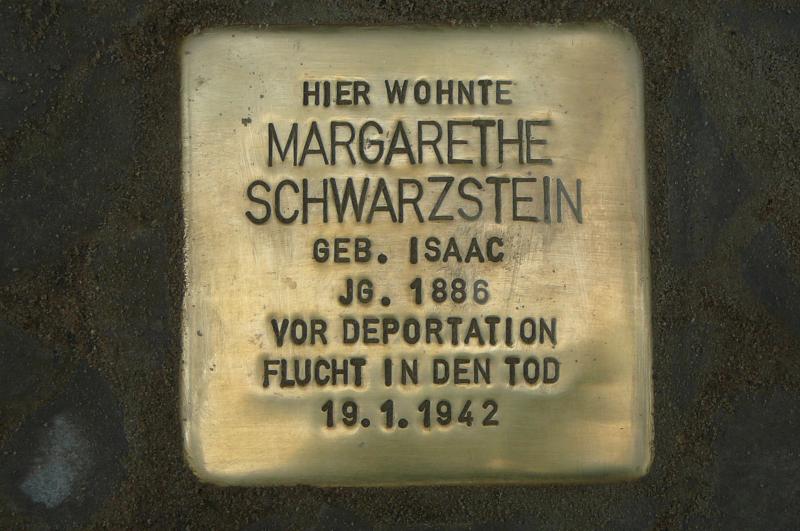 HIER WOHNTE
MARGARETHE
SCHWARZSTEIN
GEB. ISAAC
JG. 1886
VOR DEPORTATION
FLUCHT IN DEN TOD
19.1.1942